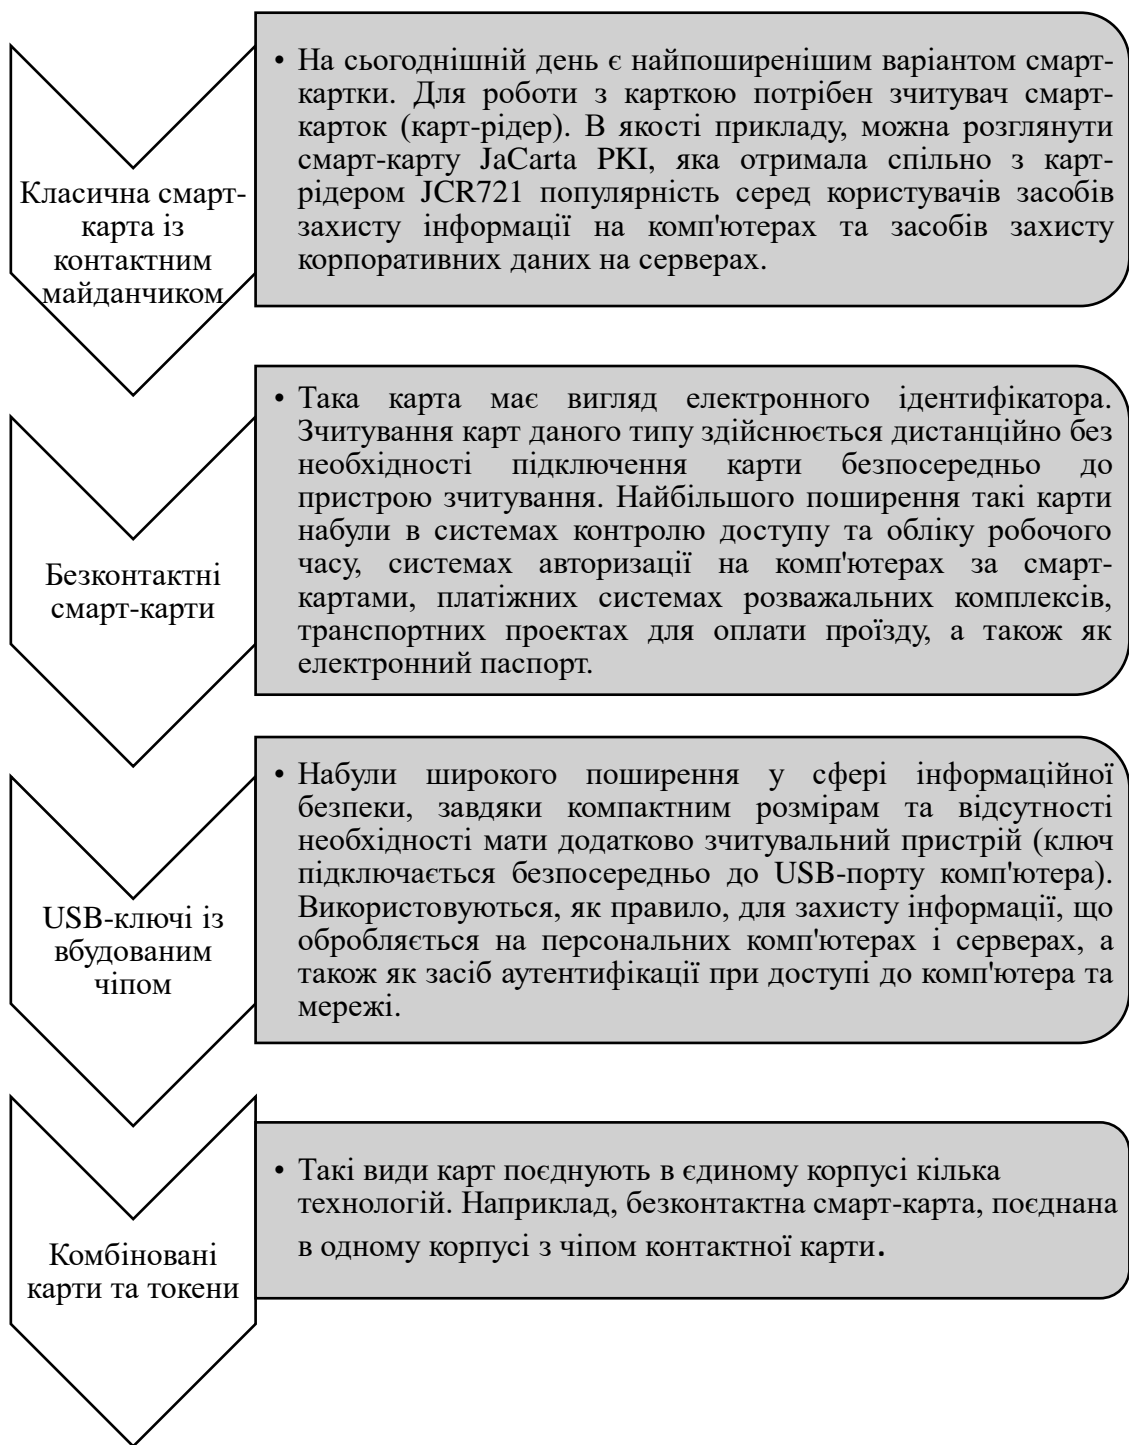 Класична смарт-
карта із
контактним
майданчиком
• На сьогоднішній день є найпоширенішим варіантом смарт-
картки. Для роботи з карткою потрібен зчитувач смарт-
карток (карт-рідер). В якості прикладу, можна розглянути
смарт-карту JaCarta PKI, яка отримала спільно з карт-
рідером JCR721 популярність серед користувачів засобів
захисту інформації на комп'ютерах та засобів захисту
корпоративних даних на серверах.
Безконтактні
смарт-карти
• Така карта має вигляд електронного ідентифікатора.
Зчитування карт даного типу здійснюється дистанційно без
необхідності підключення карти безпосередньо до
пристрою зчитування. Найбільшого поширення такі карти
набули в системах контролю доступу та обліку робочого
часу, системах авторизації на комп'ютерах за смарт-
картами, платіжних системах розважальних комплексів,
транспортних проектах для оплати проїзду, а також як
електронний паспорт.
USB-ключі із
вбудованим
чіпом
• Набули широкого поширення у сфері інформаційної
безпеки, завдяки компактним розмірам та відсутності
необхідності мати додатково зчитувальний пристрій (ключ
підключається безпосередньо до USB-порту комп'ютера).
Використовуються, як правило, для захисту інформації, що
обробляється на персональних комп'ютерах і серверах, а
також як засіб аутентифікації при доступі до комп'ютера та
мережі.
Комбіновані
карти та токени
• Такі види карт поєднують в єдиному корпусі кілька
технологій. Наприклад, безконтактна смарт-карта, поєднана
в одному корпусі з чіпом контактної карти.